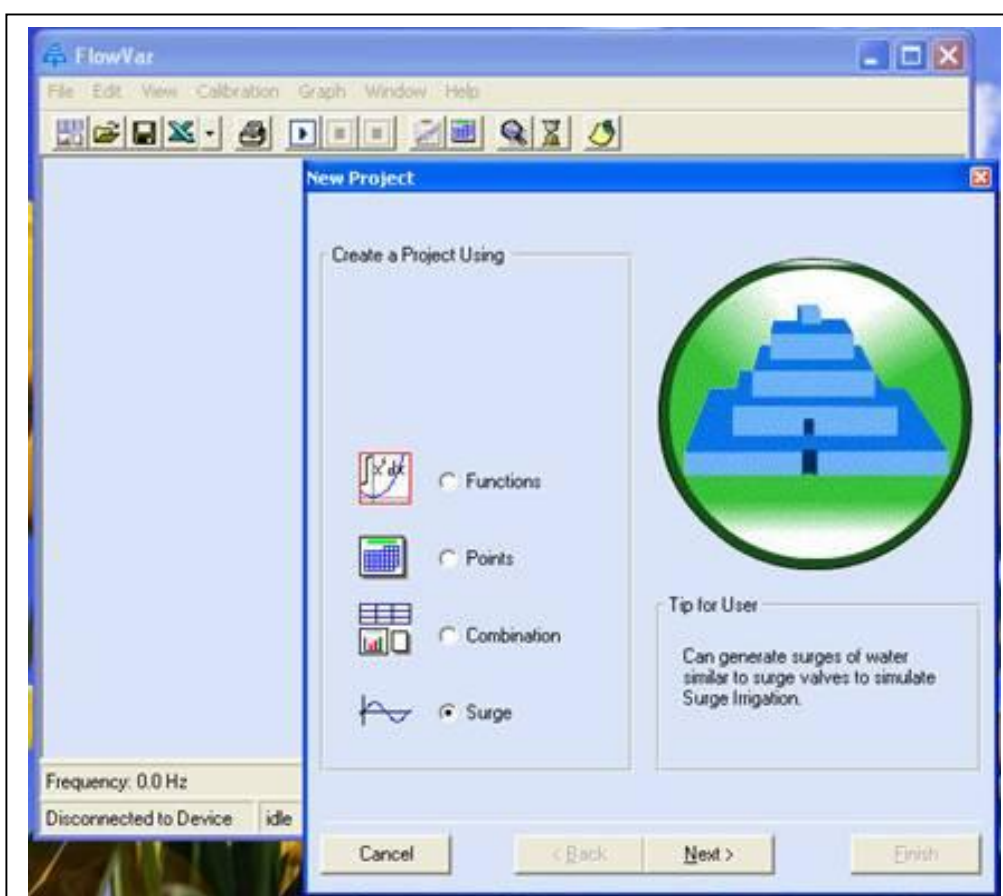 FlowVar
File Edit View Calibration Graph Window Help
New Project
Create a Project Using
Functions
Points
Combination
Surge
Tip for User
Can generate surges of water
similar to surge valves to simulate
Surge Irrigation.
Frequency: 0.0 Hz
Disconnected to Device idle
Cancel < Back Next > Finish